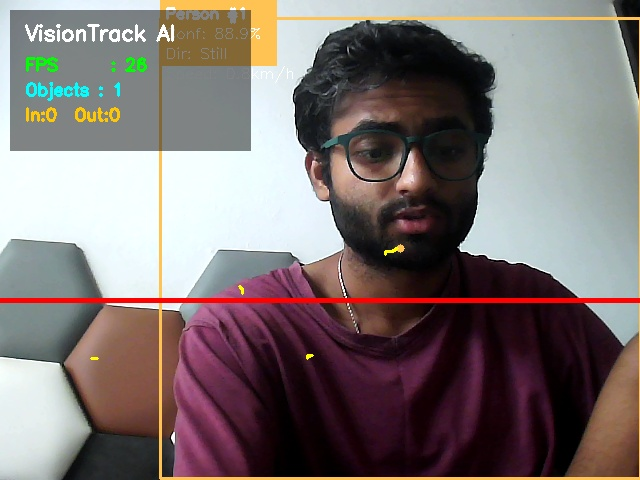 Person #1
VisionTrack AI
Conf: 88.9%
Dir: Still
FPS : 26
km/h
Objects : 1
In:0 Out:0